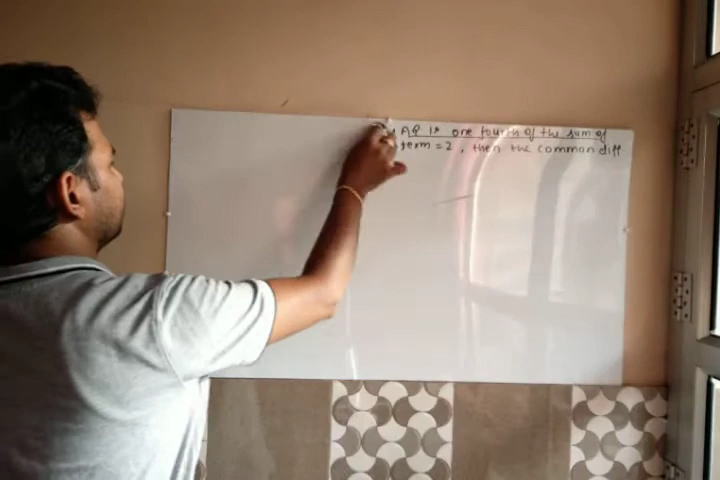 AP is one fourth of the sum of
term = 2, then the common diff